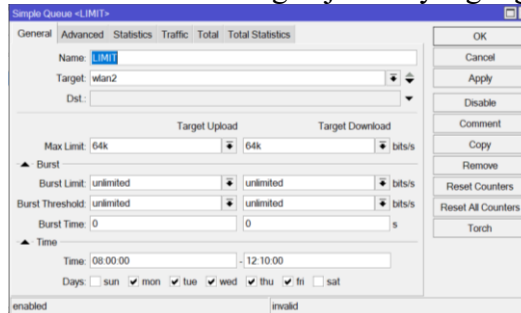 Simple Queue <LIMIT>
General Advanced Statistics Traffic Total Total Statistics
Name: LIMIT
Target: wlan2
Dst.:
Target Upload Target Download
Max Limit: 64k 64k bits/s
Burst
Burst Limit: unlimited unlimited bits/s
Burst Threshold: unlimited unlimited bits/s
Burst Time: 0 0 s
Time
Time: 08:00:00 - 12:10:00
Days: sun mon tue wed thu fri sat
enabled invalid
OK
Cancel
Apply
Disable
Comment
Copy
Remove
Reset Counters
Reset All Counters
Torch